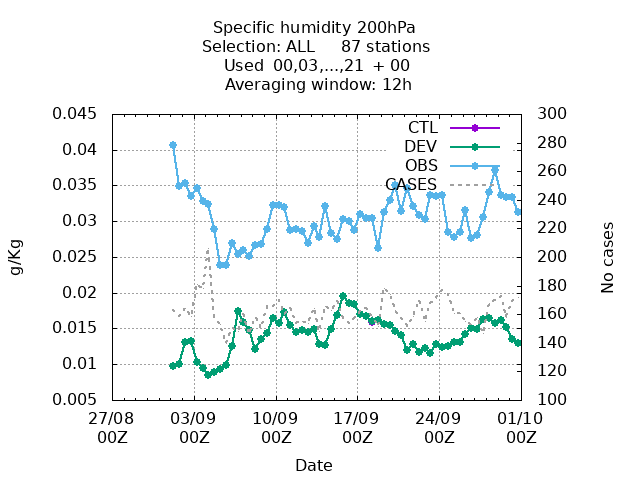 Specific humidity 200hPa
Selection: ALL 87 stations
Used 00,03,...,21 + 00
Averaging window: 12h
0.045 300
CTL 280
0.04 DEV
OBS 260
0.035 CASES 240
0.03 220
0.025 200
0.02 180
0.015 160
140
0.01 120
0.005 100
g/Kg
No cases
27/08 03/09 10/09 17/09 24/09 01/10
00Z 00Z 00Z 00Z 00Z 00Z
Date